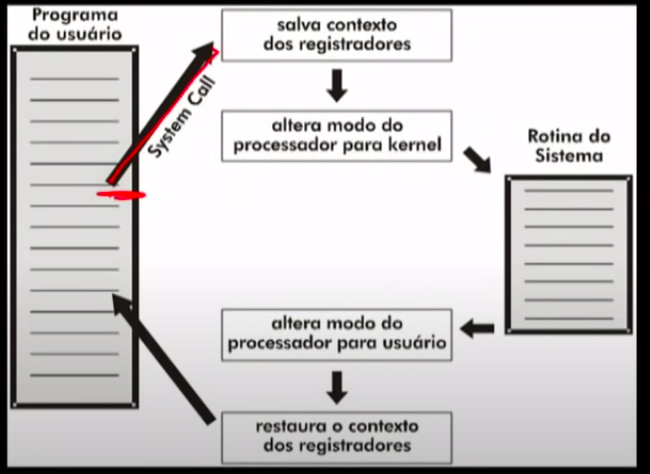 Programa
do usuário
salva contexto
dos registradores
System Call
altera modo do
processador para kernel
Rotina do
Sistema
altera modo do
processador para usuário
restaura o contexto
dos registradores